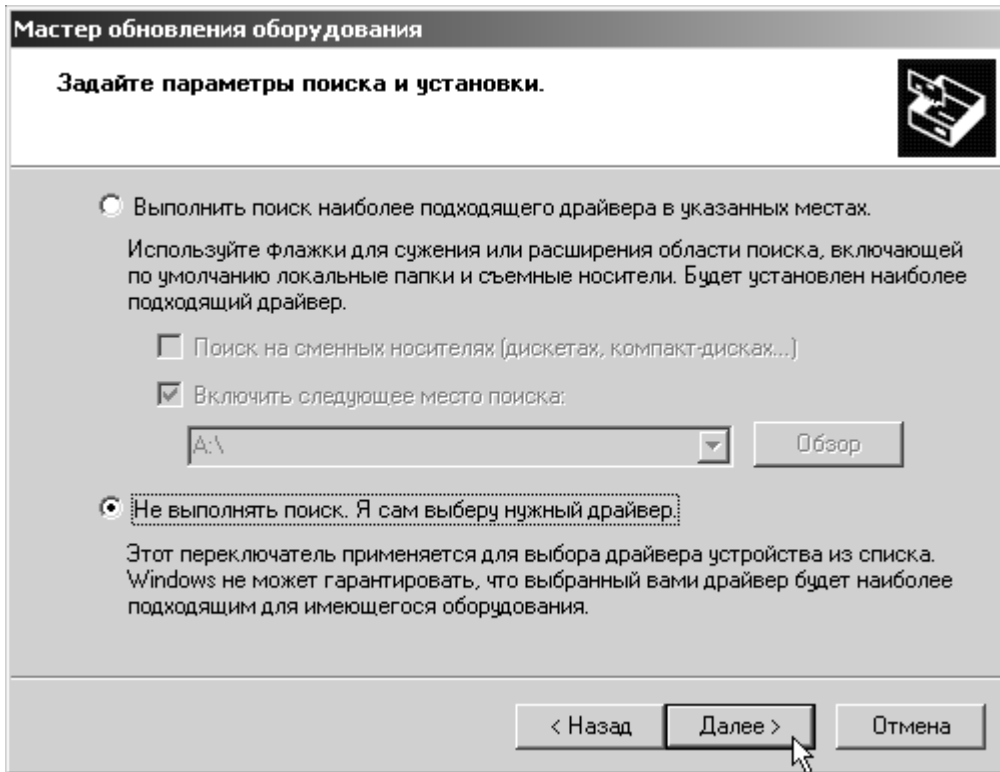 Мастер обновления оборудования
Задайте параметры поиска и установки.
Выполнить поиск наиболее подходящего драйвера в указанных местах.
Используйте флажки для сужения или расширения области поиска, включающей
по умолчанию локальные папки и съемные носители. Будет установлен наиболее
подходящий драйвер.
Поиск на сменных носителях (дискетах, компакт-дисках...)
Включить следующее место поиска:
A:\
Обзор
Не выполнять поиск. Я сам выберу нужный драйвер.
Этот переключатель применяется для выбора драйвера устройства из списка.
Windows не может гарантировать, что выбранный вами драйвер будет наиболее
подходящим для имеющегося оборудования.
< Назад
Далее >
Отмена